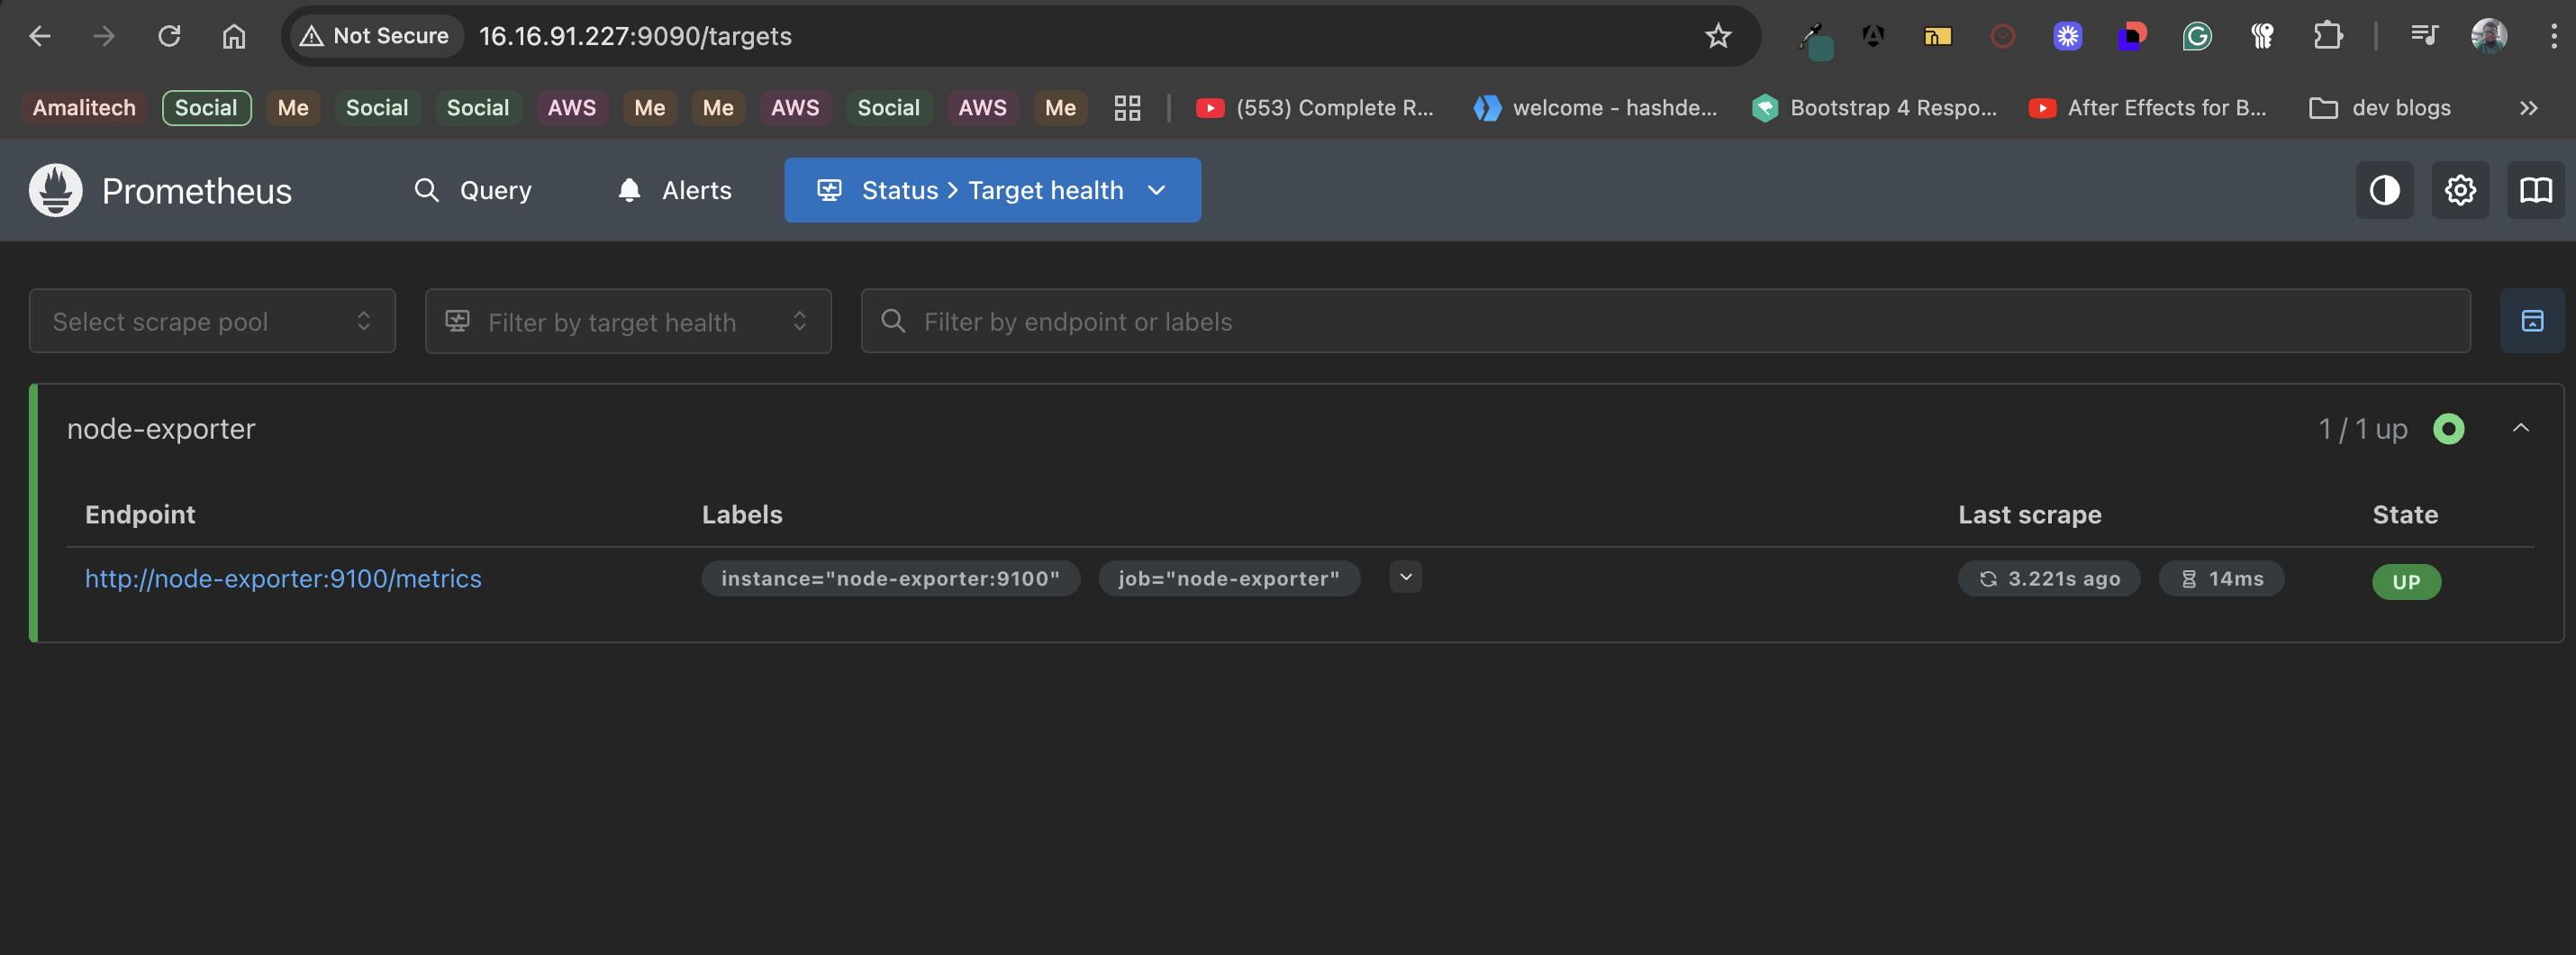 Not Secure 16.16.91.227:9090/targets
Amalitech Social Me Social Social AWS Me Me AWS Social AWS Me (553) Complete R... welcome - hashde... Bootstrap 4 Respo... After Effects for B... dev blogs
Prometheus Query Alerts Status > Target health
Select scrape pool Filter by target health Filter by endpoint or labels
node-exporter 1 / 1 up
Endpoint Labels Last scrape State
http://node-exporter:9100/metrics instance="node-exporter:9100" job="node-exporter" 3.221s ago 14ms UP